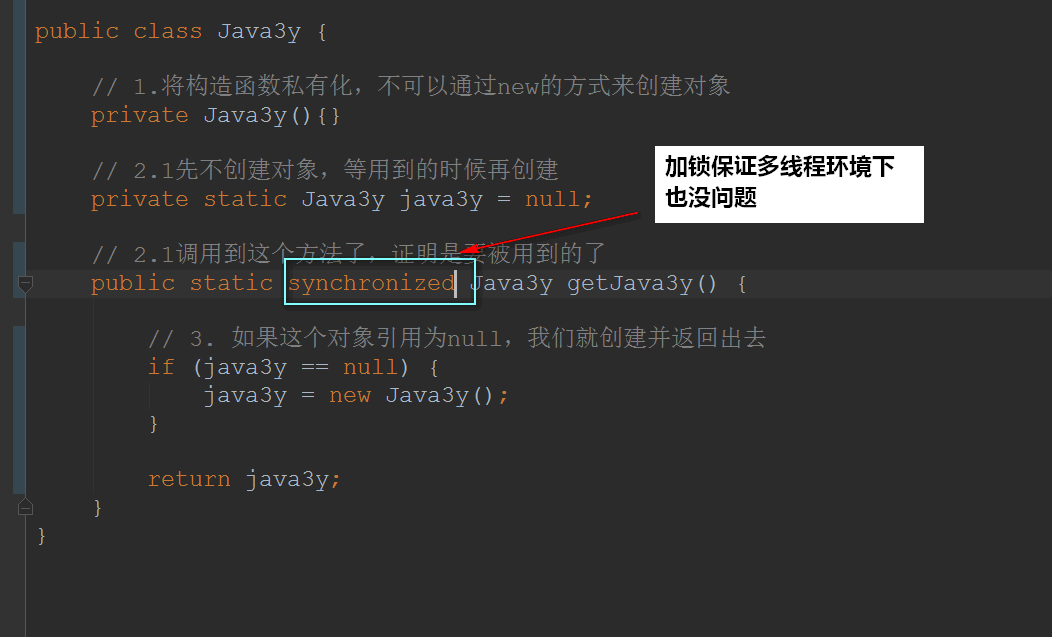 public class Java3y {
// 1.将构造函数私有化，不可以通过new的方式来创建对象
private Java3y(){}
// 2.1先不创建对象，等用到的时候再创建
private static Java3y java3y = null;
加锁保证多线程环境下
也没问题
// 2.1调用到这个方法了，证明是要被用到的了
public static synchronized Java3y getJava3y() {
// 3. 如果这个对象引用为null，我们就创建并返回出去
if (java3y == null) {
java3y = new Java3y();
}
return java3y;
}
}